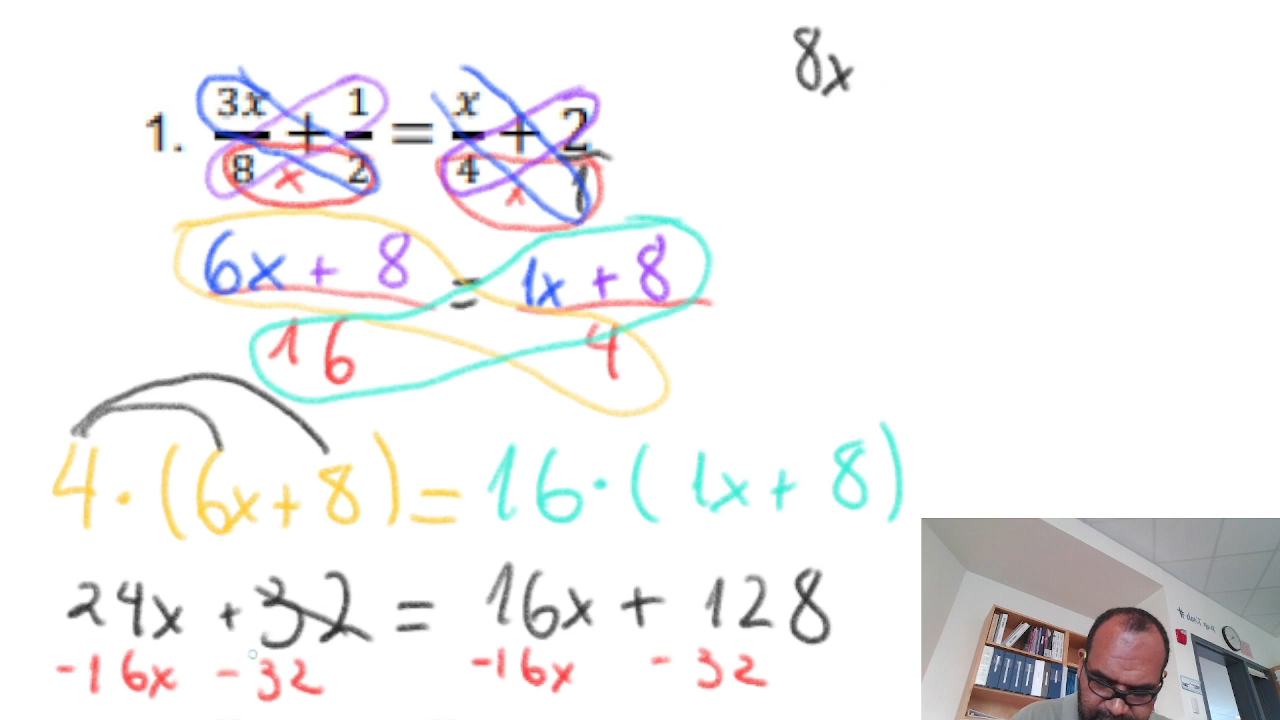 8x
1. 3x/8 + 1/2 = x/4 + 2/1
x x
6x + 8 = 1x + 8
16 4
4 · (6x + 8) = 16 · (1x + 8)
24x + 32 = 16x + 128
-16x - 32 -16x - 32